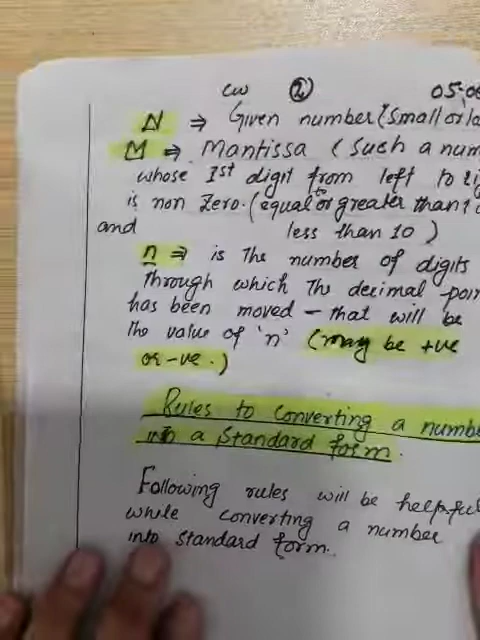 cw 2 05-0
N ⇒ Given number (Small or la
M ⇒ Mantissa (Such a num
whose 1st digit from left to ri
is non Zero. (equal to or greater than 1
and less than 10)
n ⇒ is The number of digits
Through which The decimal poin
has been moved – that will be
The value of 'n' (may be +ve
or -ve.)
Rules to Converting a numbe
into a Standard form.
Following rules will be helpful
while converting a number
into Standard form.